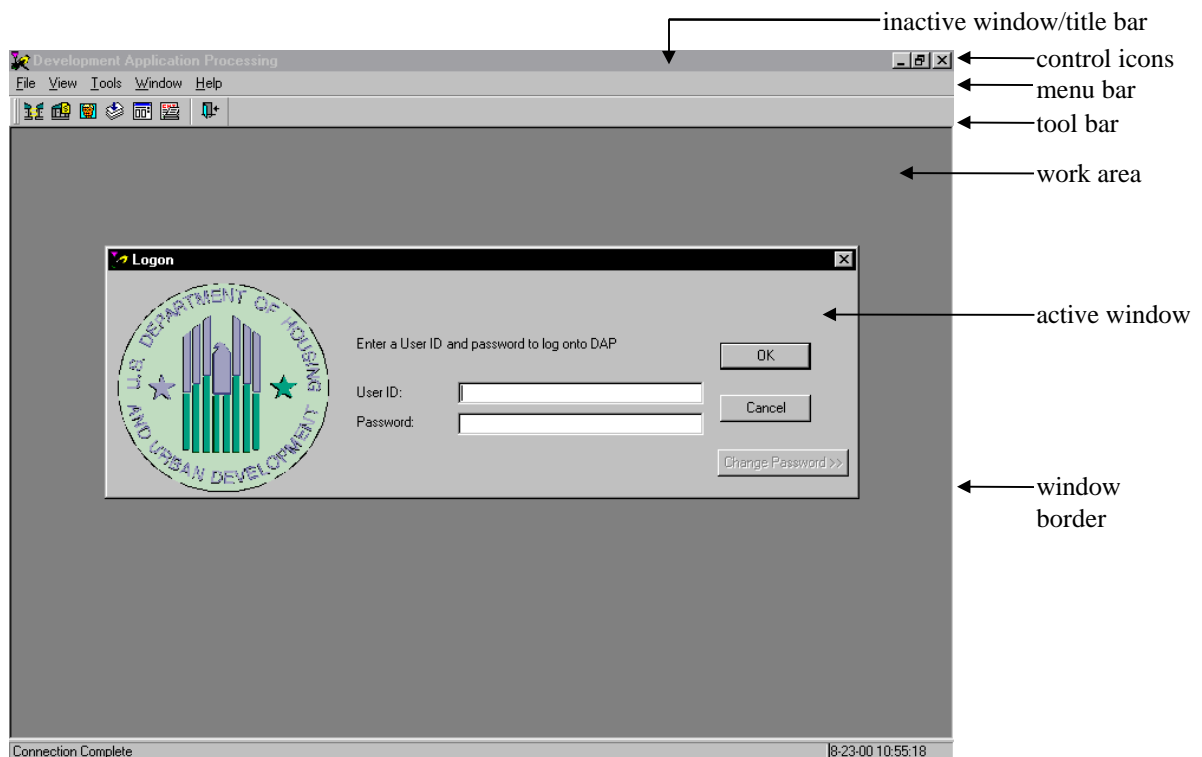 inactive window/title bar
Development Application Processing
control icons
File View Tools Window Help
menu bar
tool bar
work area
Logon
U.S. DEPARTMENT OF HOUSING
AND URBAN DEVELOPMENT
active window
Enter a User ID and password to log onto DAP
OK
User ID:
Cancel
Password:
Change Password >>
window
border
Connection Complete
8-23-00 10:55:18